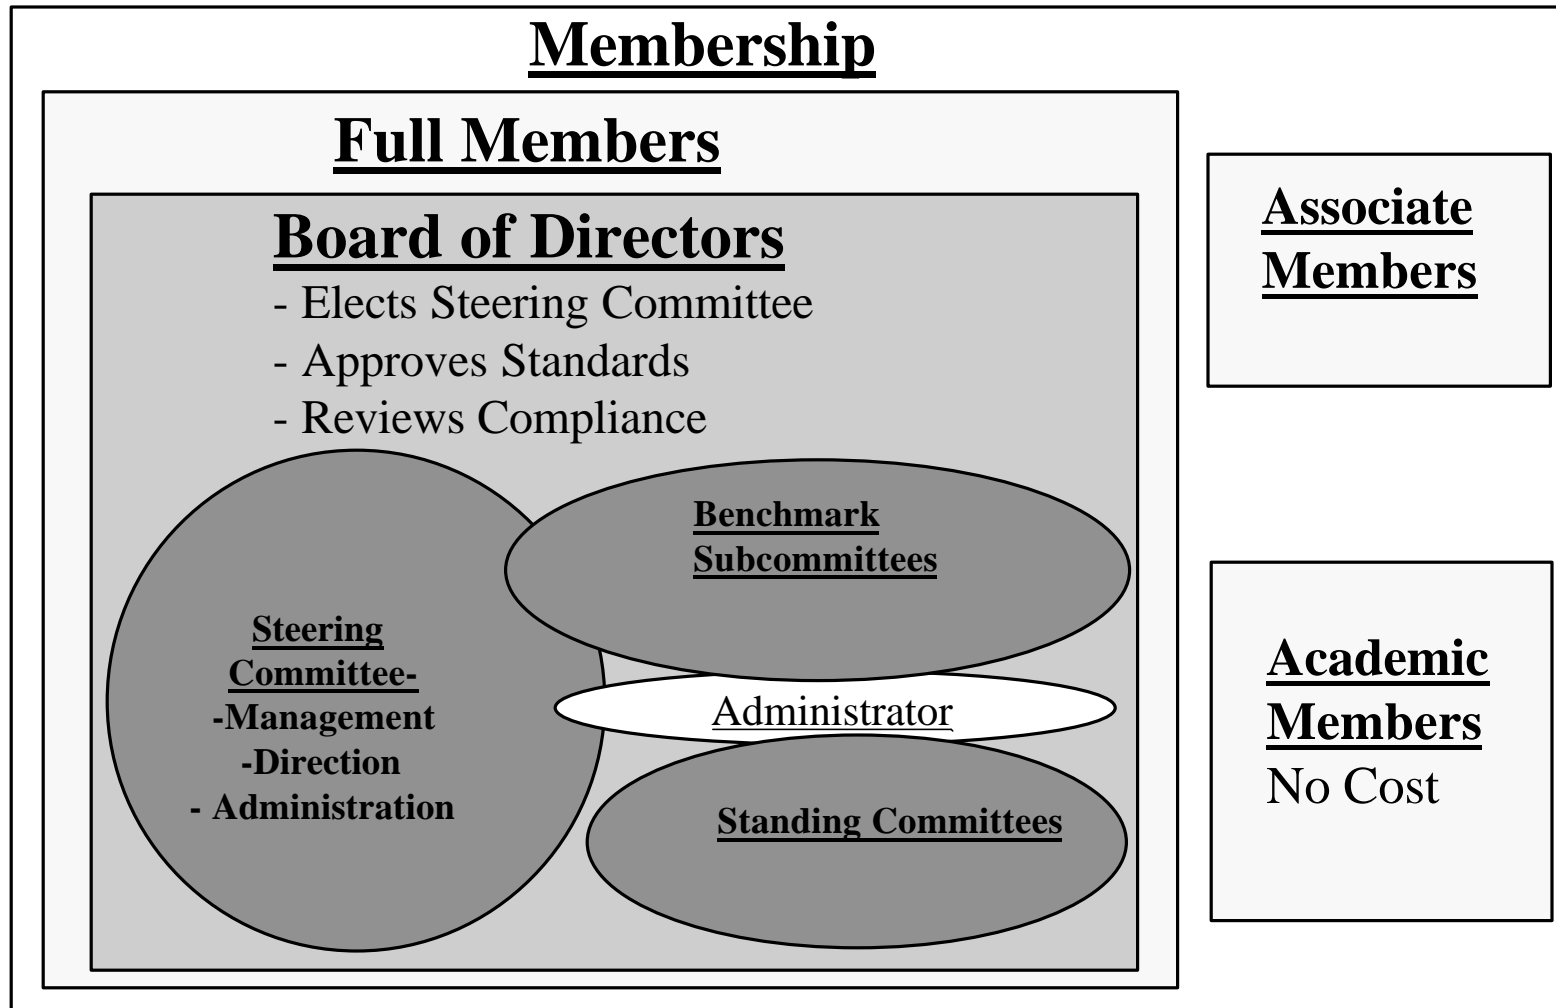 Membership
Full Members
Board of Directors
- Elects Steering Committee
- Approves Standards
- Reviews Compliance
Associate
Members
Benchmark
Subcommittees
Steering
Committee-
-Management
-Direction
- Administration
Administrator
Standing Committees
Academic
Members
No Cost